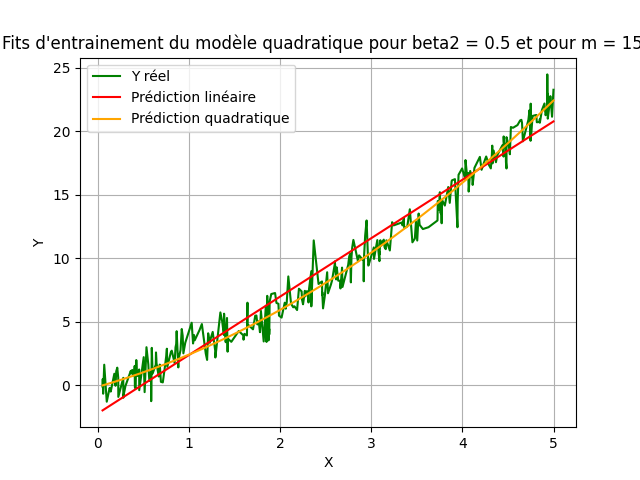 Fits d'entrainement du modèle quadratique pour beta2 = 0.5 et pour m = 15
25
20
15
10
5
0
Y
Y réel
Prédiction linéaire
Prédiction quadratique
0 1 2 3 4 5
X